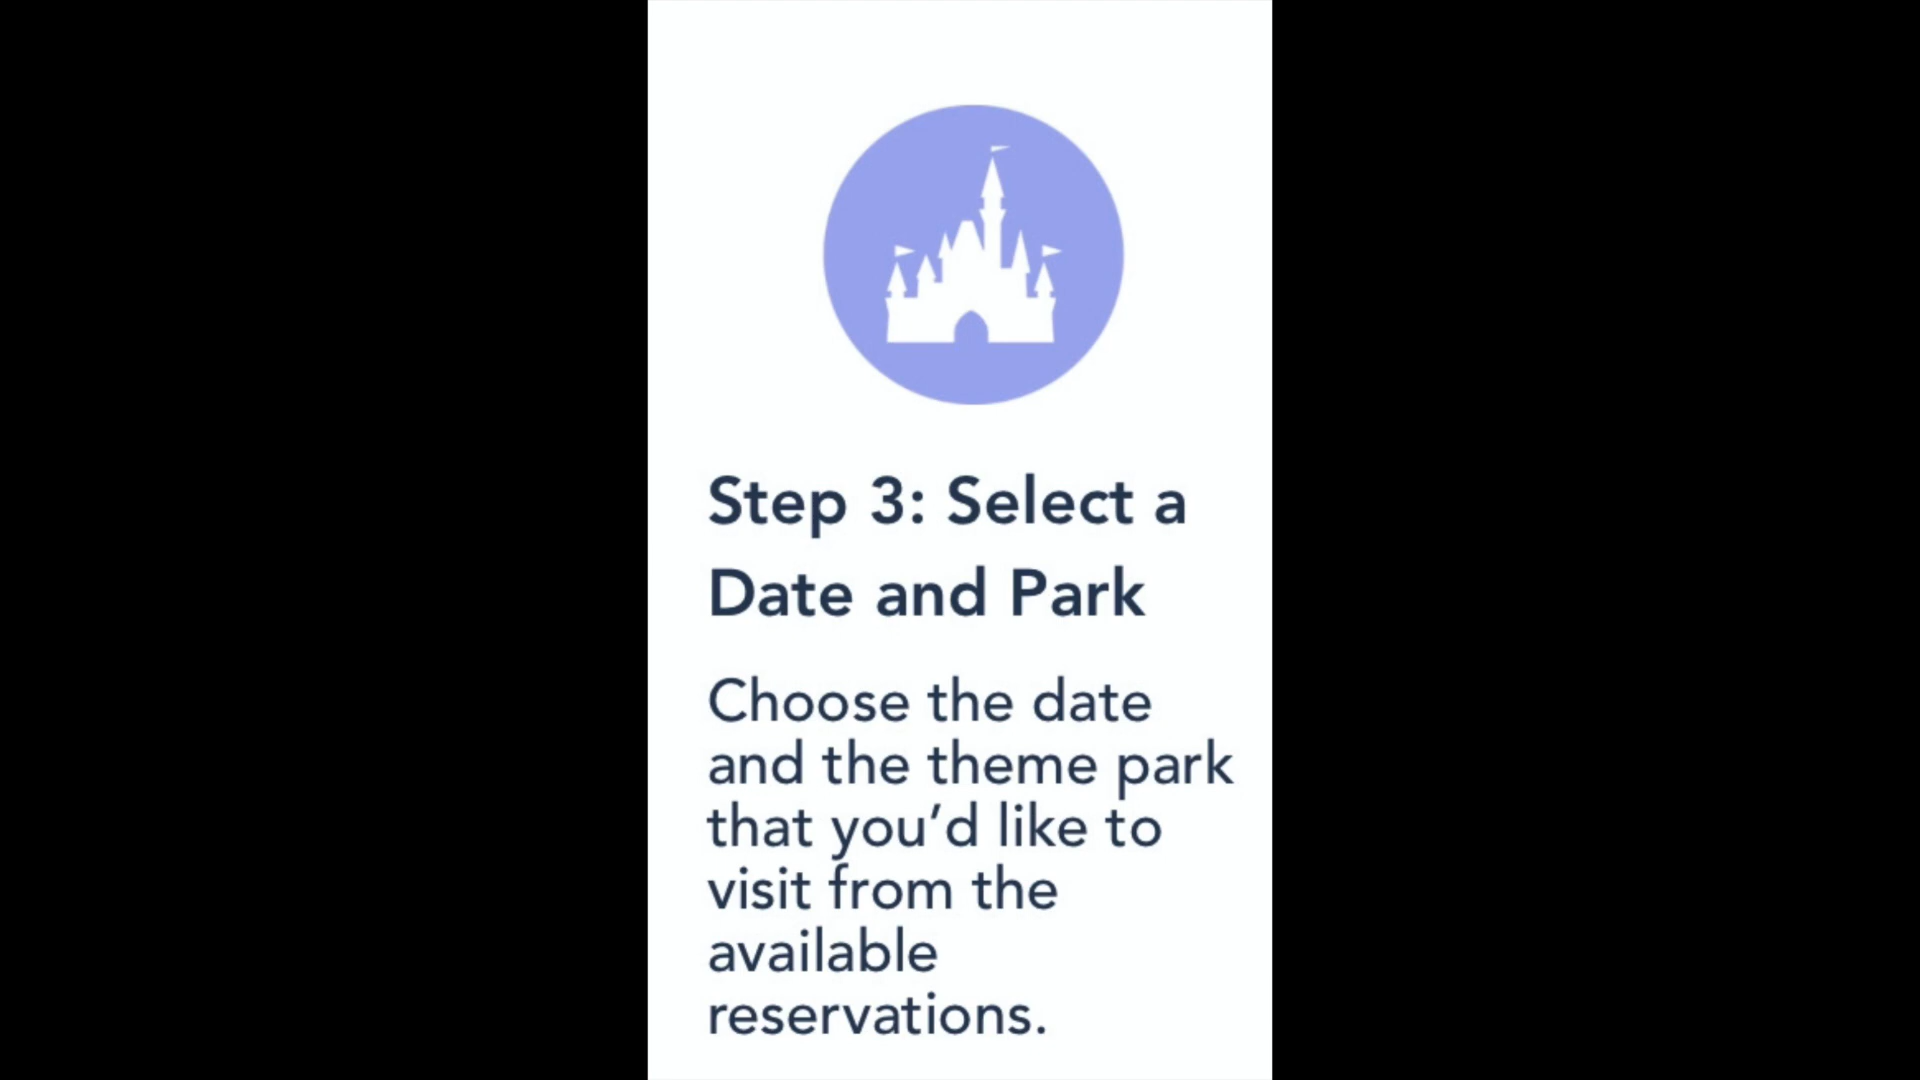 Step 3: Select a
Date and Park
Choose the date
and the theme park
that you’d like to
visit from the
available
reservations.